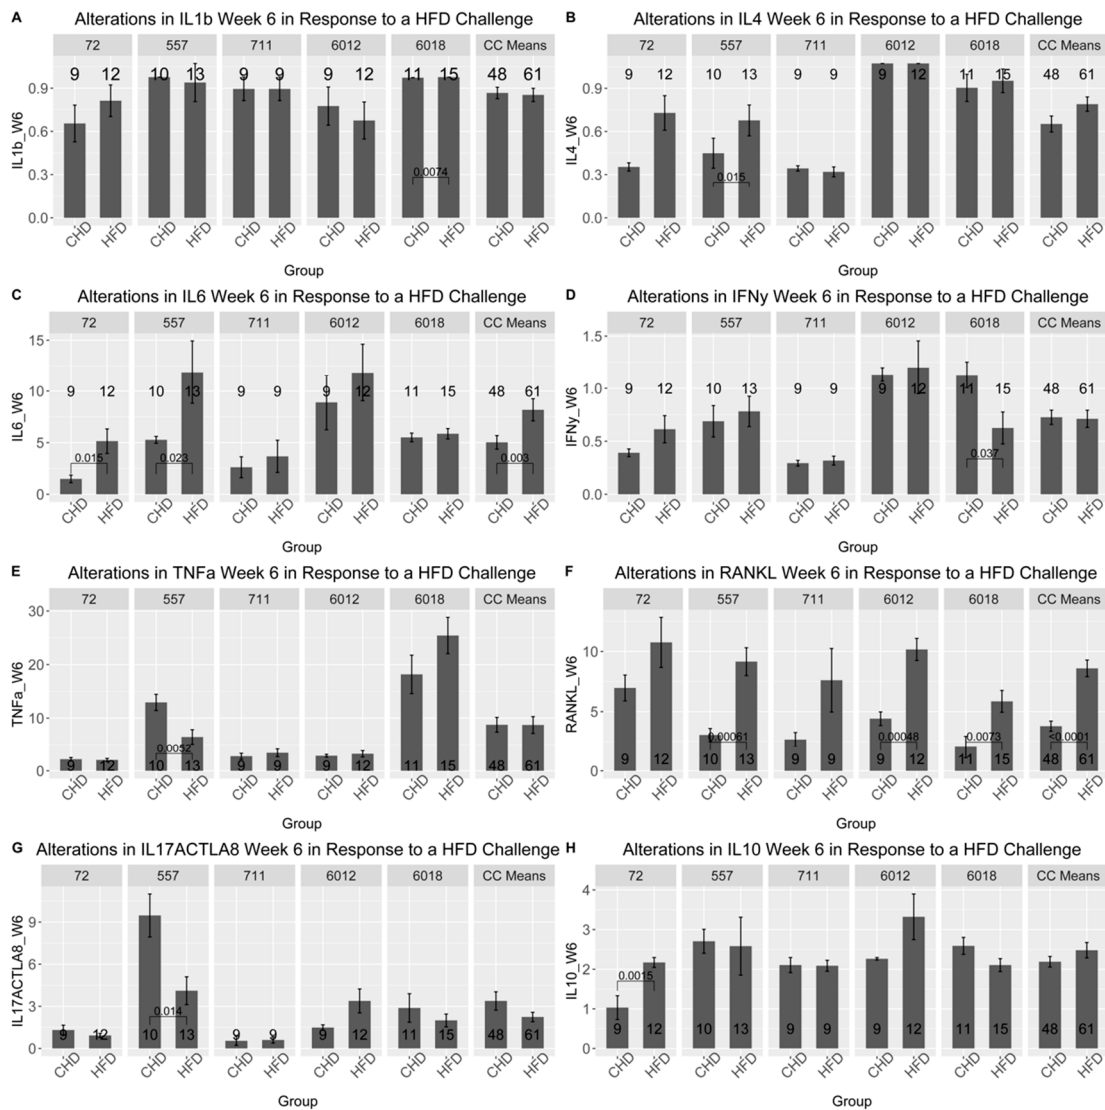 A Alterations in IL1b Week 6 in Response to a HFD Challenge
72 557 711 6012 6018 CC Means
9 12 10 13 9 9 9 12 11 15 48 61
0.9
0.6
0.3
0.0
IL1b_W6
0.0074
CHD HFD CHD HFD CHD HFD CHD HFD CHD HFD CHD HFD
Group
B Alterations in IL4 Week 6 in Response to a HFD Challenge
72 557 711 6012 6018 CC Means
9 12 10 13 9 9 9 12 11 15 48 61
0.9
0.6
0.3
0.0
IL4_W6
0.015
CHD HFD CHD HFD CHD HFD CHD HFD CHD HFD CHD HFD
Group
C Alterations in IL6 Week 6 in Response to a HFD Challenge
72 557 711 6012 6018 CC Means
15
10
5
0
IL6_W6
9 12 10 13 9 9 9 12 11 15 48 61
0.015 0.023 0.003
CHD HFD CHD HFD CHD HFD CHD HFD CHD HFD CHD HFD
Group
D Alterations in IFNy Week 6 in Response to a HFD Challenge
72 557 711 6012 6018 CC Means
1.5
1.0
0.5
0.0
IFNy_W6
9 12 10 13 9 9 9 12 11 15 48 61
0.037
CHD HFD CHD HFD CHD HFD CHD HFD CHD HFD CHD HFD
Group
E Alterations in TNFa Week 6 in Response to a HFD Challenge
72 557 711 6012 6018 CC Means
30
20
10
0
TNFa_W6
0.0052
9 12 10 13 9 9 9 12 11 15 48 61
CHD HFD CHD HFD CHD HFD CHD HFD CHD HFD CHD HFD
Group
F Alterations in RANKL Week 6 in Response to a HFD Challenge
72 557 711 6012 6018 CC Means
10
5
0
RANKL_W6
0.00061 0.00048 0.0073 <0.0001
9 12 10 13 9 9 9 12 11 15 48 61
CHD HFD CHD HFD CHD HFD CHD HFD CHD HFD CHD HFD
Group
G Alterations in IL17ACTLA8 Week 6 in Response to a HFD Challenge
72 557 711 6012 6018 CC Means
9
6
3
0
IL17ACTLA8_W6
0.014
9 12 10 13 9 9 9 12 11 15 48 61
CHD HFD CHD HFD CHD HFD CHD HFD CHD HFD CHD HFD
Group
H Alterations in IL10 Week 6 in Response to a HFD Challenge
72 557 711 6012 6018 CC Means
4
3
2
1
0
IL10_W6
0.0015
9 12 10 13 9 9 9 12 11 15 48 61
CHD HFD CHD HFD CHD HFD CHD HFD CHD HFD CHD HFD
Group